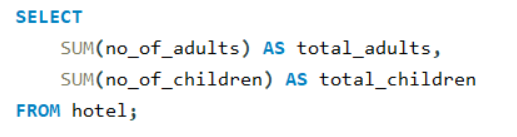 SELECT
    SUM(no_of_adults) AS total_adults,
    SUM(no_of_children) AS total_children
FROM hotel;